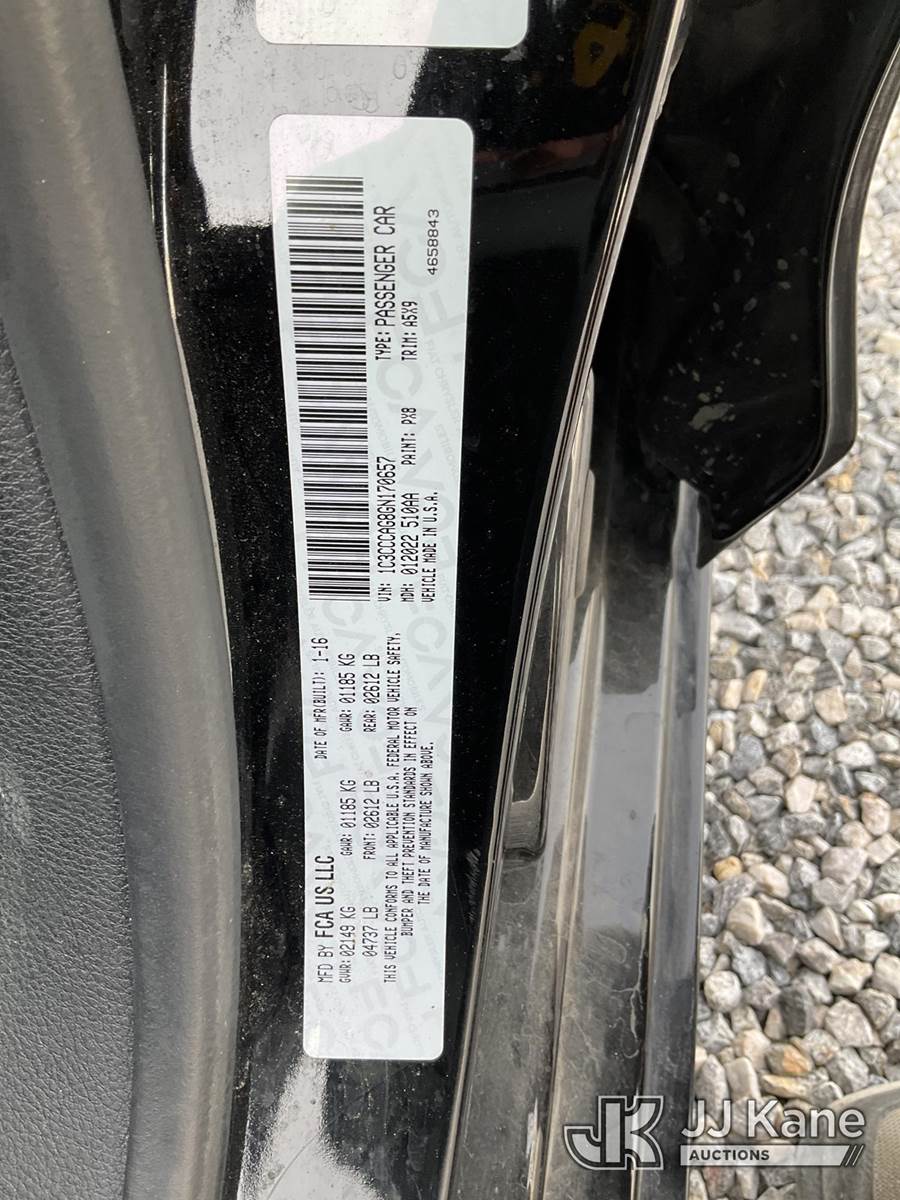 MFD BY FCA US LLC DATE OF MFR(BUILT): 1-16
GVWR: 02149 KG GAWR: 01185 KG GAWR: 01185 KG
04737 LB FRONT: 02612 LB REAR: 02612 LB
THIS VEHICLE CONFORMS TO ALL APPLICABLE U.S.A. FEDERAL MOTOR VEHICLE SAFETY,
BUMPER AND THEFT PREVENTION STANDARDS IN EFFECT ON
THE DATE OF MANUFACTURE SHOWN ABOVE.
VIN: 1C3CCCAG8GN170657 TYPE: PASSENGER CAR
MDH: 012022 510AA PAINT: PX8 TRIM: A5X9
VEHICLE MADE IN U.S.A. 4658843
JK JJ Kane
AUCTIONS